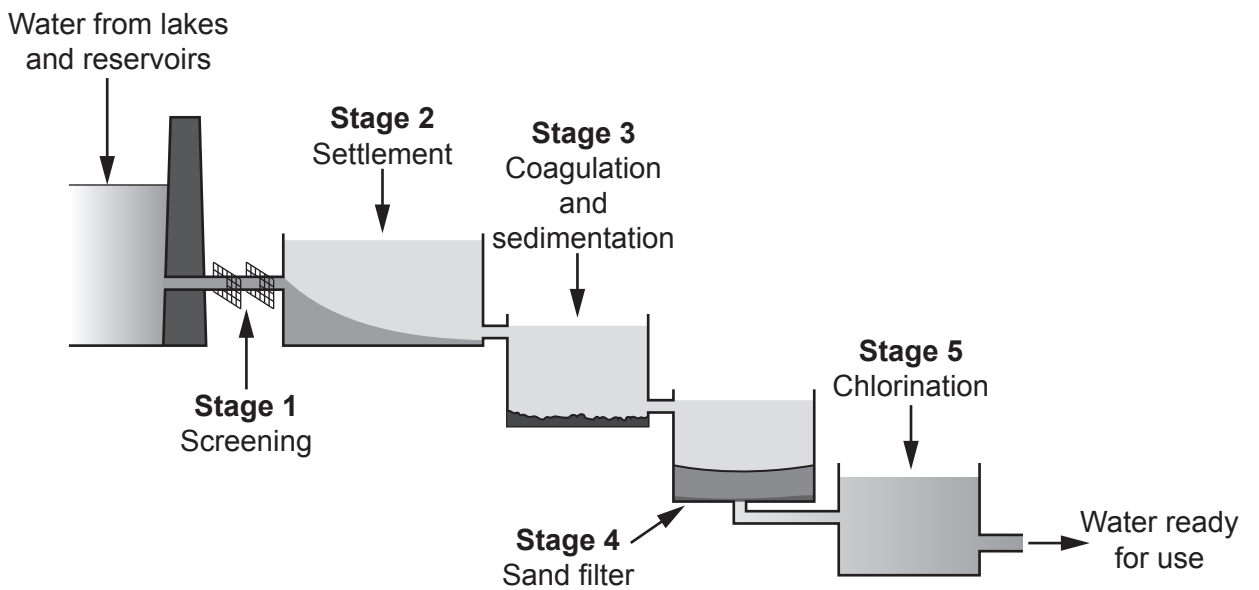 Water from lakes
and reservoirs
Stage 1
Screening
Stage 2
Settlement
Stage 3
Coagulation
and
sedimentation
Stage 4
Sand filter
Stage 5
Chlorination
Water ready
for use